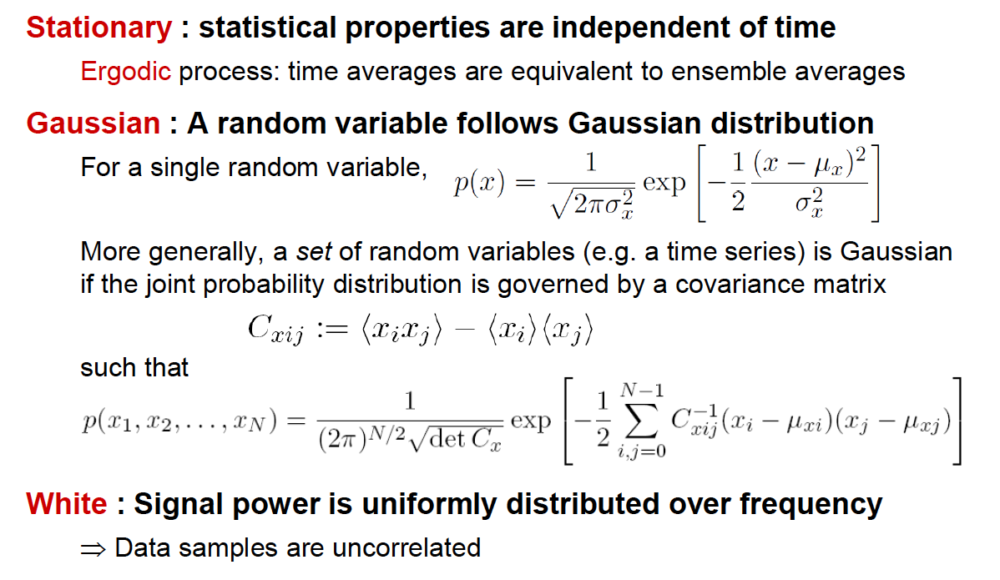 Stationary : statistical properties are independent of time
Ergodic process: time averages are equivalent to ensemble averages
Gaussian : A random variable follows Gaussian distribution
For a single random variable, p(x) = \frac{1}{\sqrt{2\pi\sigma_x^2}} \exp\left[-\frac{1}{2}\frac{(x-\mu_x)^2}{\sigma_x^2}\right]
More generally, a set of random variables (e.g. a time series) is Gaussian
if the joint probability distribution is governed by a covariance matrix
C_{xij} := \langle x_i x_j \rangle - \langle x_i \rangle \langle x_j \rangle
such that
p(x_1, x_2, \ldots, x_N) = \frac{1}{(2\pi)^{N/2}\sqrt{\det C_x}} \exp\left[-\frac{1}{2}\sum_{i,j=0}^{N-1} C_{xij}^{-1}(x_i - \mu_{xi})(x_j - \mu_{xj})\right]
White : Signal power is uniformly distributed over frequency
⇒ Data samples are uncorrelated